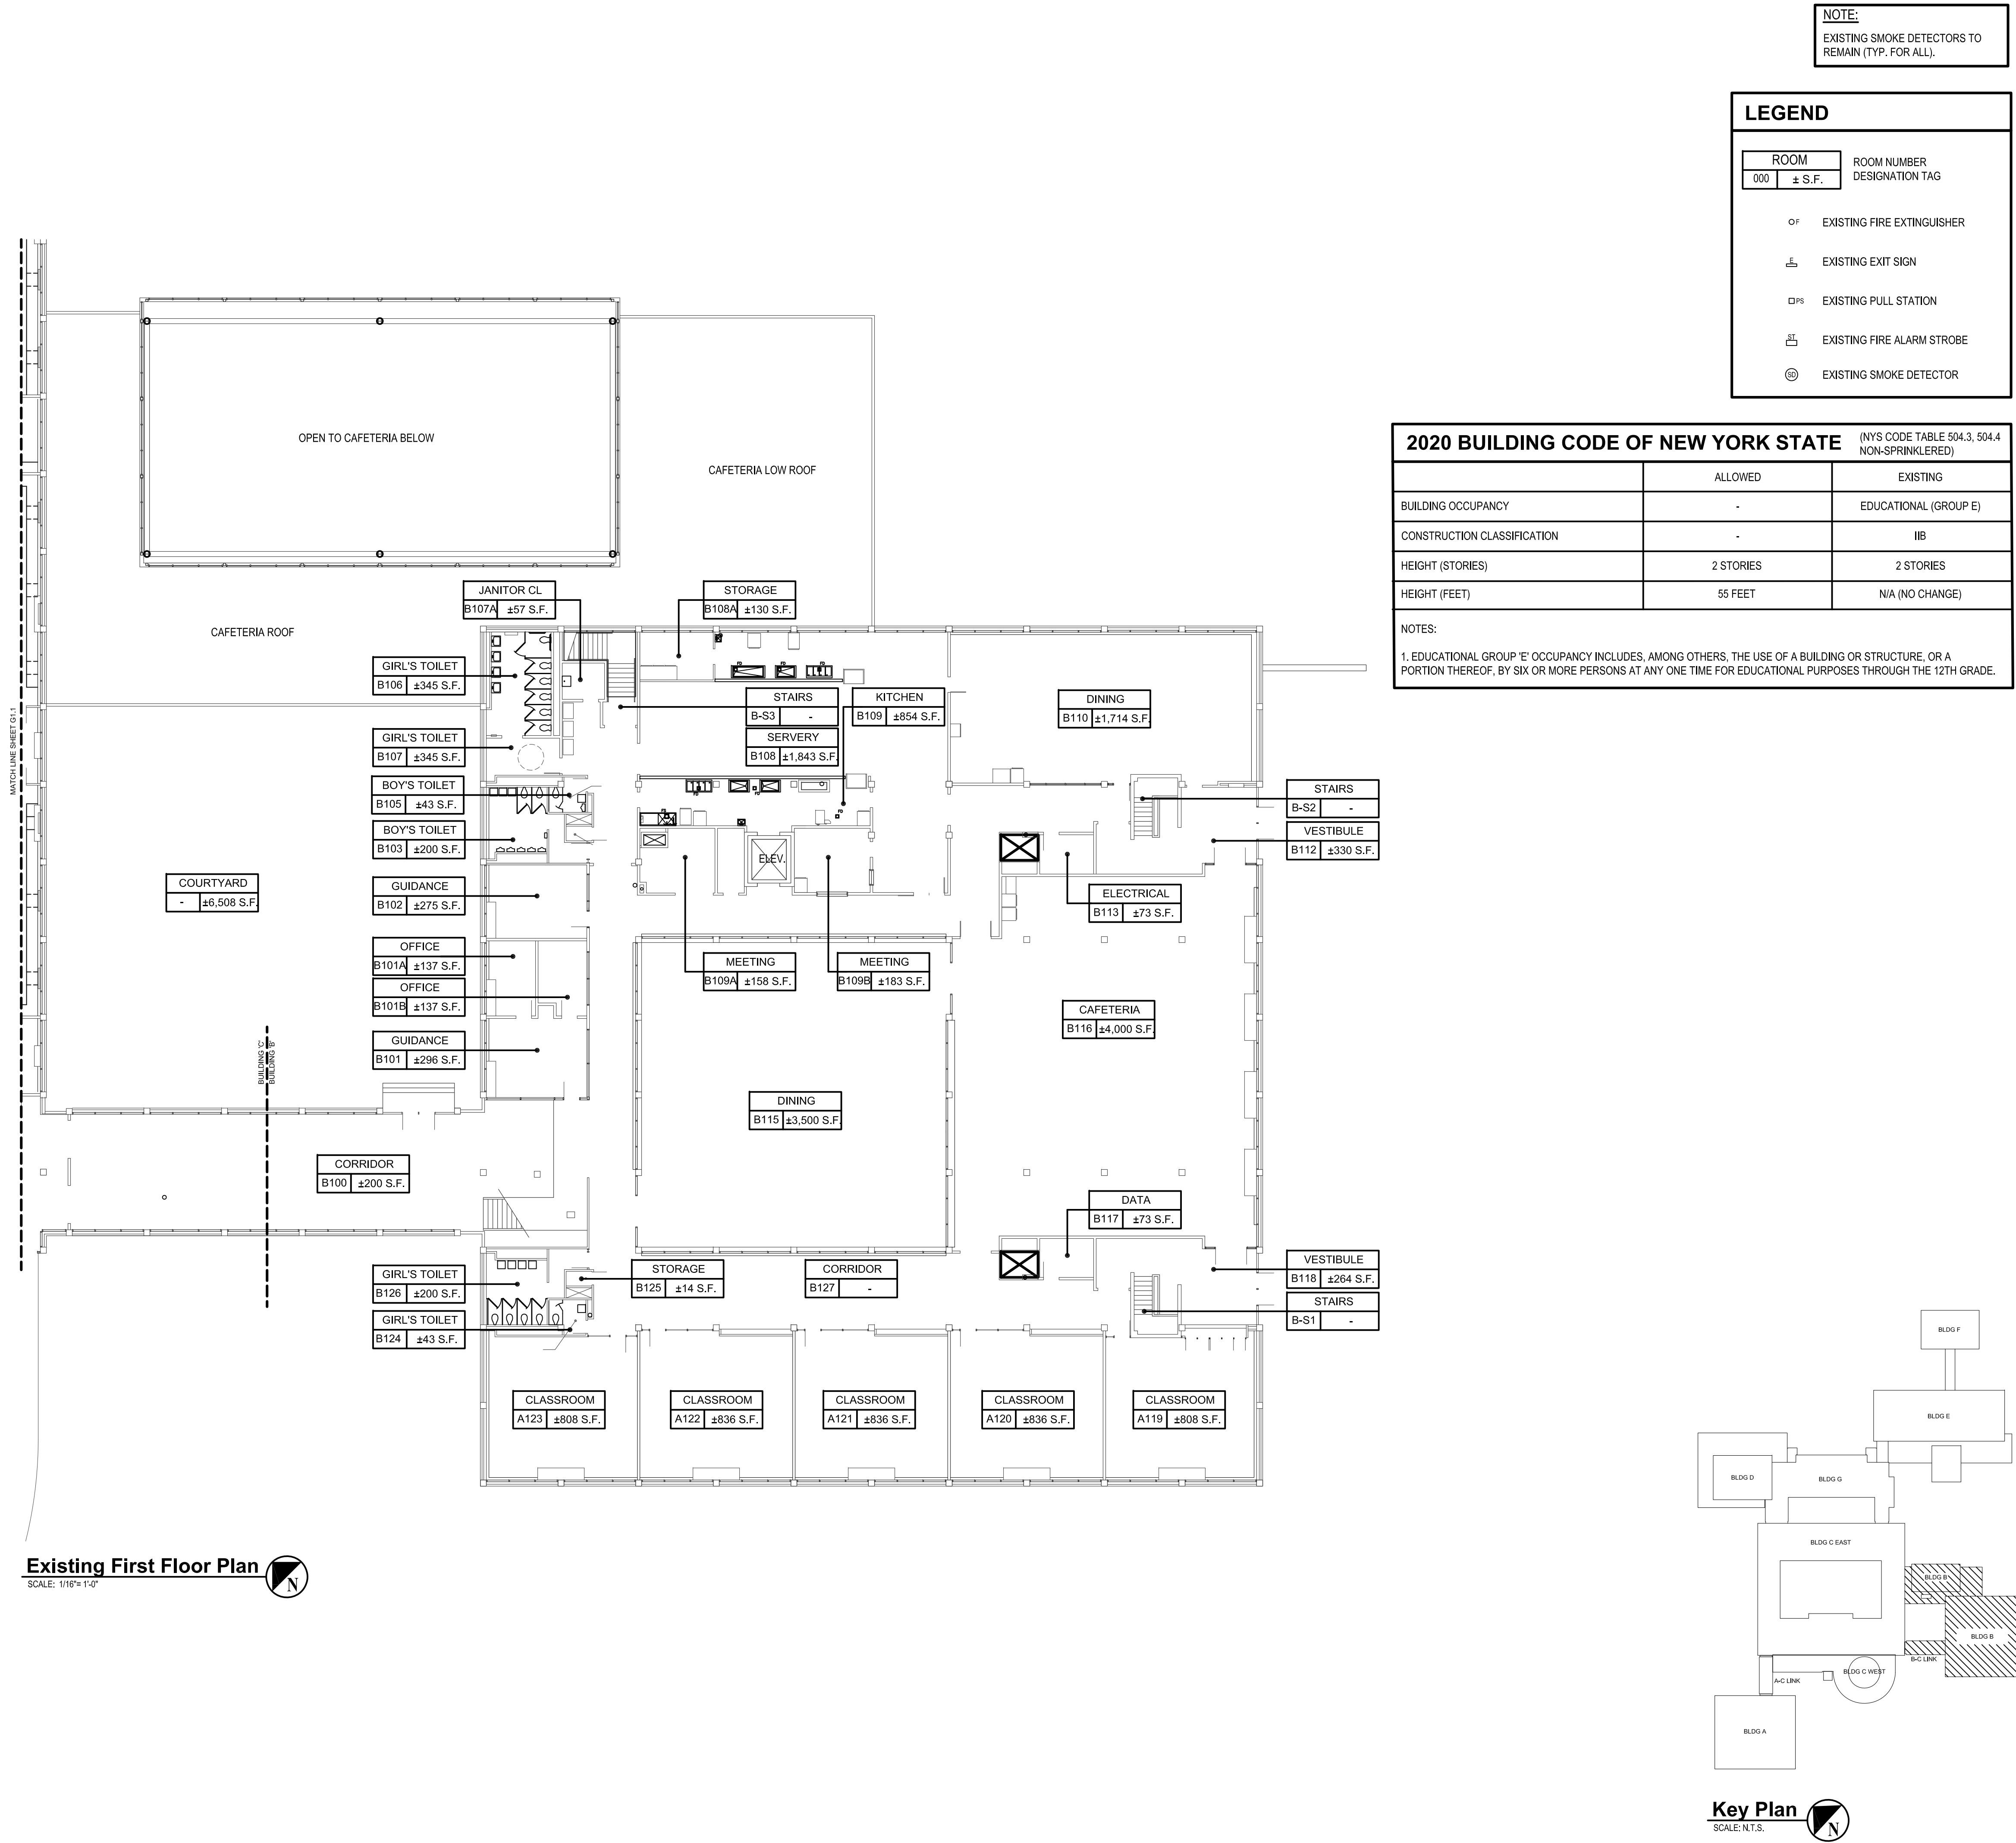 NOTE:
EXISTING SMOKE DETECTORS TO
REMAIN (TYP. FOR ALL).
LEGEND
ROOM
000 ± S.F.
ROOM NUMBER
DESIGNATION TAG
F EXISTING FIRE EXTINGUISHER
E EXISTING EXIT SIGN
PS EXISTING PULL STATION
ST EXISTING FIRE ALARM STROBE
SD EXISTING SMOKE DETECTOR
2020 BUILDING CODE OF NEW YORK STATE
(NYS CODE TABLE 504.3, 504.4
NON-SPRINKLERED)
ALLOWED EXISTING
BUILDING OCCUPANCY - EDUCATIONAL (GROUP E)
CONSTRUCTION CLASSIFICATION - IIB
HEIGHT (STORIES) 2 STORIES 2 STORIES
HEIGHT (FEET) 55 FEET N/A (NO CHANGE)
NOTES:
1. EDUCATIONAL GROUP 'E' OCCUPANCY INCLUDES, AMONG OTHERS, THE USE OF A BUILDING OR STRUCTURE, OR A
PORTION THEREOF, BY SIX OR MORE PERSONS AT ANY ONE TIME FOR EDUCATIONAL PURPOSES THROUGH THE 12TH GRADE.
OPEN TO CAFETERIA BELOW
CAFETERIA LOW ROOF
CAFETERIA ROOF
MATCH LINE SHEET G1.1
JANITOR CL
B107A ±57 S.F.
STORAGE
B108A ±130 S.F.
GIRL'S TOILET
B106 ±345 S.F.
STAIRS
B-S3 -
KITCHEN
B109 ±854 S.F.
DINING
B110 ±1,714 S.F.
GIRL'S TOILET
B107 ±345 S.F.
SERVERY
B108 ±1,843 S.F.
BOY'S TOILET
B105 ±43 S.F.
BOY'S TOILET
B103 ±200 S.F.
STAIRS
B-S2 -
VESTIBULE
B112 ±330 S.F.
ELEV.
COURTYARD
- ±6,508 S.F.
GUIDANCE
B102 ±275 S.F.
ELECTRICAL
B113 ±73 S.F.
OFFICE
B101A ±137 S.F.
OFFICE
B101B ±137 S.F.
MEETING
B109A ±158 S.F.
MEETING
B109B ±183 S.F.
CAFETERIA
B116 ±4,000 S.F.
GUIDANCE
B101 ±296 S.F.
BUILDING 'C'
BUILDING 'B'
DINING
B115 ±3,500 S.F.
CORRIDOR
B100 ±200 S.F.
DATA
B117 ±73 S.F.
GIRL'S TOILET
B126 ±200 S.F.
STORAGE
B125 ±14 S.F.
CORRIDOR
B127 -
VESTIBULE
B118 ±264 S.F.
STAIRS
B-S1 -
GIRL'S TOILET
B124 ±43 S.F.
CLASSROOM
A123 ±808 S.F.
CLASSROOM
A122 ±836 S.F.
CLASSROOM
A121 ±836 S.F.
CLASSROOM
A120 ±836 S.F.
CLASSROOM
A119 ±808 S.F.
Existing First Floor Plan
SCALE: 1/16"= 1'-0"
N
BLDG F
BLDG E
BLDG D
BLDG G
BLDG C EAST
BLDG B
BLDG B
B-C LINK
BLDG C WEST
A-C LINK
BLDG A
Key Plan
SCALE: N.T.S.
N